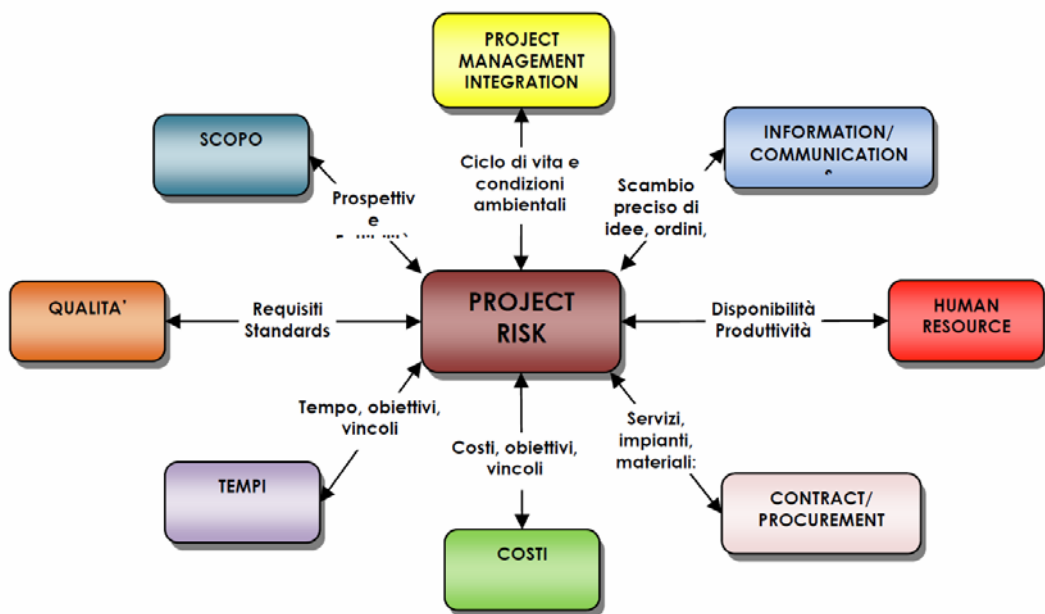 PROJECT
MANAGEMENT
INTEGRATION
SCOPO
INFORMATION/
COMMUNICATION
Ciclo di vita e
condizioni
ambientali
Scambio
preciso di
idee, ordini,
Prospettiv
e
QUALITA'
Requisiti
Standards
PROJECT
RISK
Disponibilità
Produttività
HUMAN
RESOURCE
Tempo, obiettivi,
vincoli
Costi, obiettivi,
vincoli
Servizi,
impianti,
materiali:
TEMPI
COSTI
CONTRACT/
PROCUREMENT